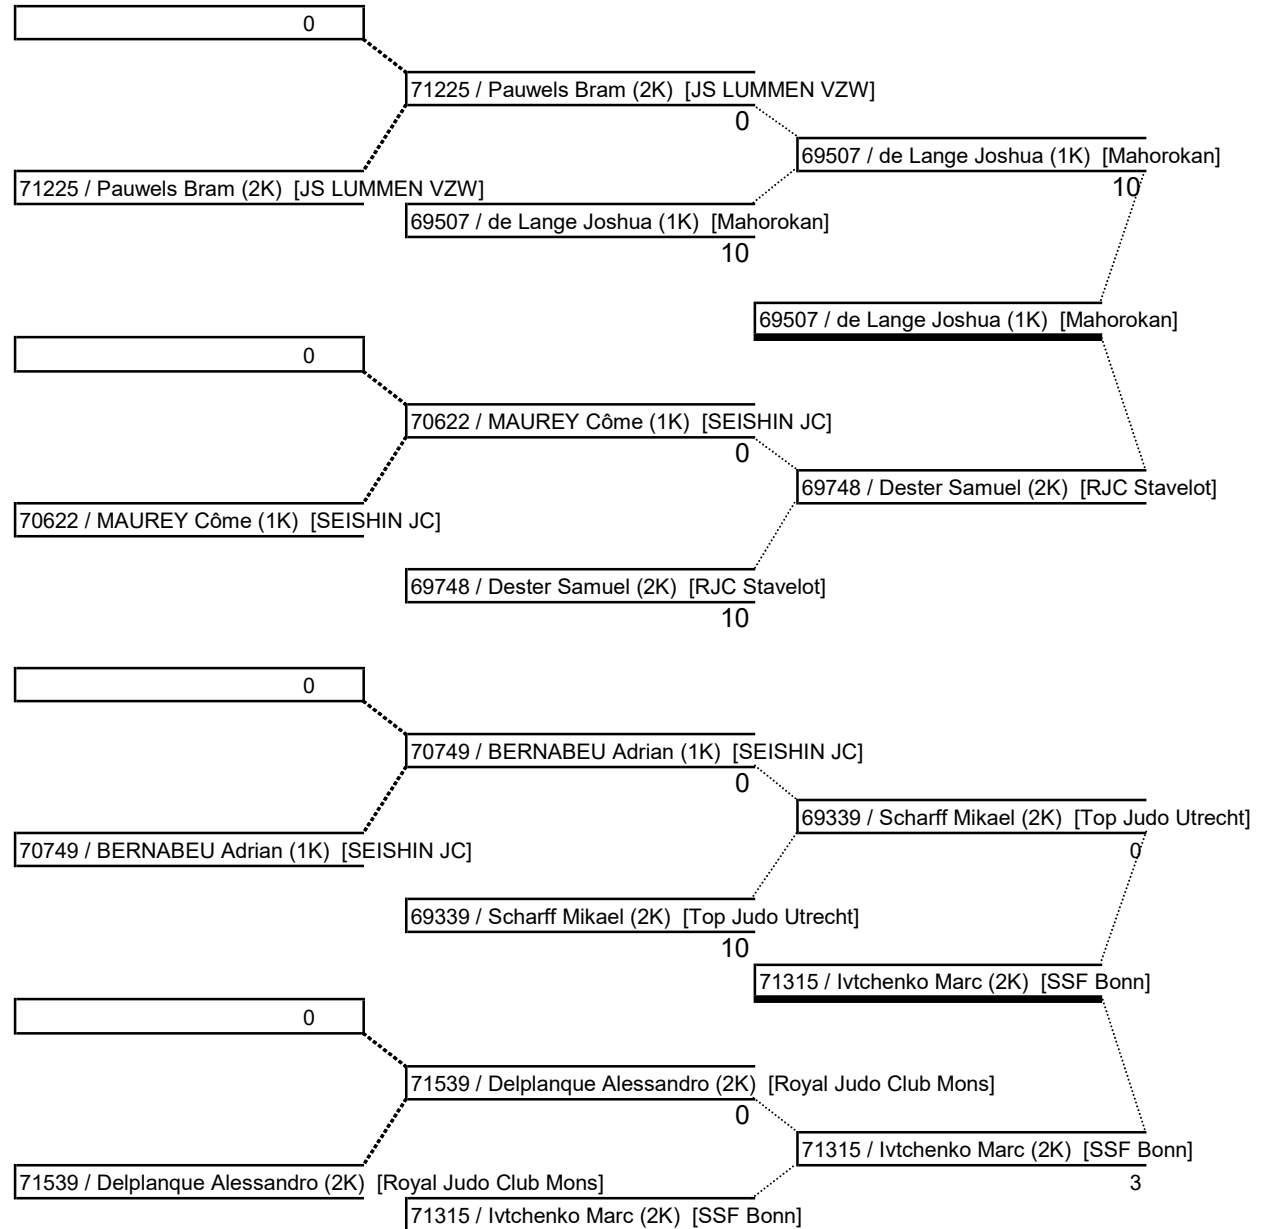 0
71225 / Pauwels Bram (2K) [JS LUMMEN VZW]
0
69507 / de Lange Joshua (1K) [Mahorokan]
10
71225 / Pauwels Bram (2K) [JS LUMMEN VZW]
69507 / de Lange Joshua (1K) [Mahorokan]
10
69507 / de Lange Joshua (1K) [Mahorokan]
0
70622 / MAUREY Côme (1K) [SEISHIN JC]
0
69748 / Dester Samuel (2K) [RJC Stavelot]
70622 / MAUREY Côme (1K) [SEISHIN JC]
69748 / Dester Samuel (2K) [RJC Stavelot]
10
0
70749 / BERNABEU Adrian (1K) [SEISHIN JC]
0
69339 / Scharff Mikael (2K) [Top Judo Utrecht]
0
70749 / BERNABEU Adrian (1K) [SEISHIN JC]
69339 / Scharff Mikael (2K) [Top Judo Utrecht]
10
71315 / Ivtchenko Marc (2K) [SSF Bonn]
0
71539 / Delplanque Alessandro (2K) [Royal Judo Club Mons]
0
71315 / Ivtchenko Marc (2K) [SSF Bonn]
3
71539 / Delplanque Alessandro (2K) [Royal Judo Club Mons]
71315 / Ivtchenko Marc (2K) [SSF Bonn]